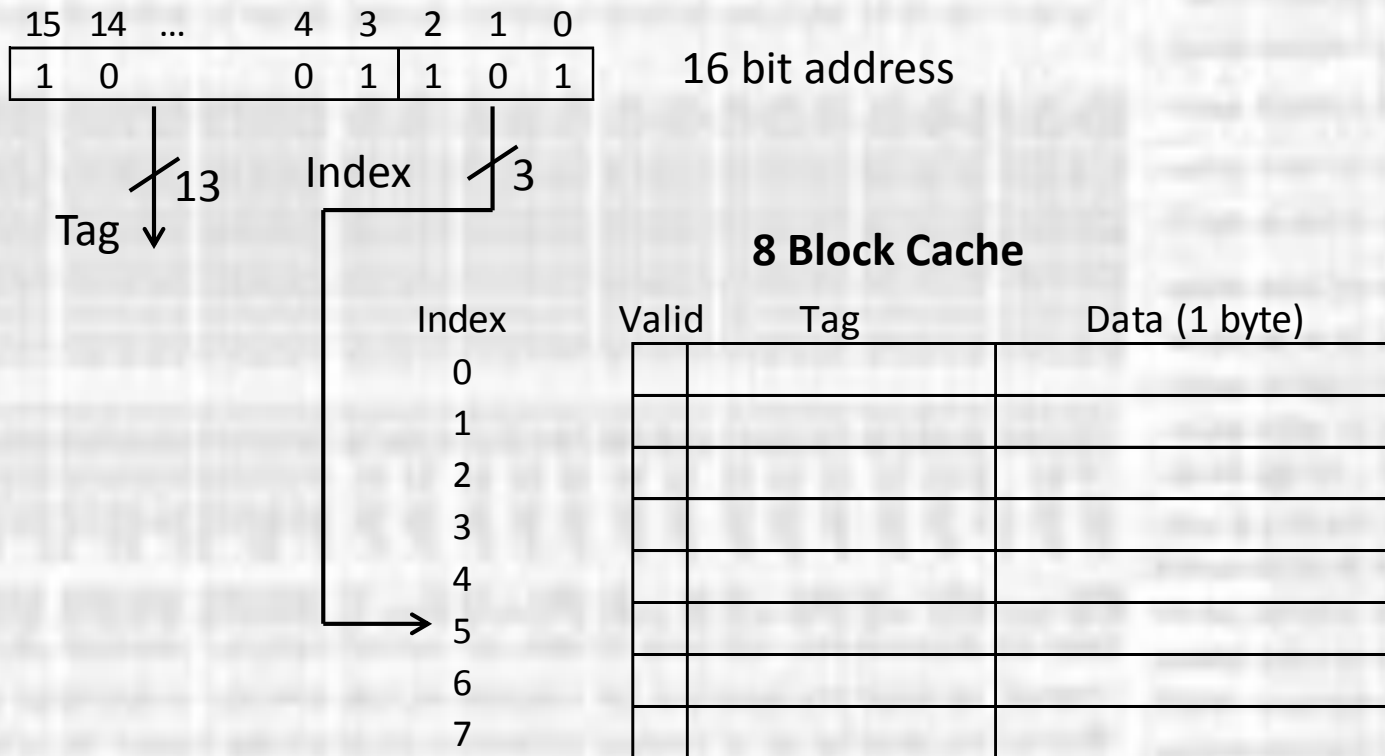 15 14 ... 4 3 2 1 0
1 0 0 1 1 0 1
16 bit address
13
Index
3
Tag
8 Block Cache
Index Valid Tag Data (1 byte)
0
1
2
3
4
5
6
7